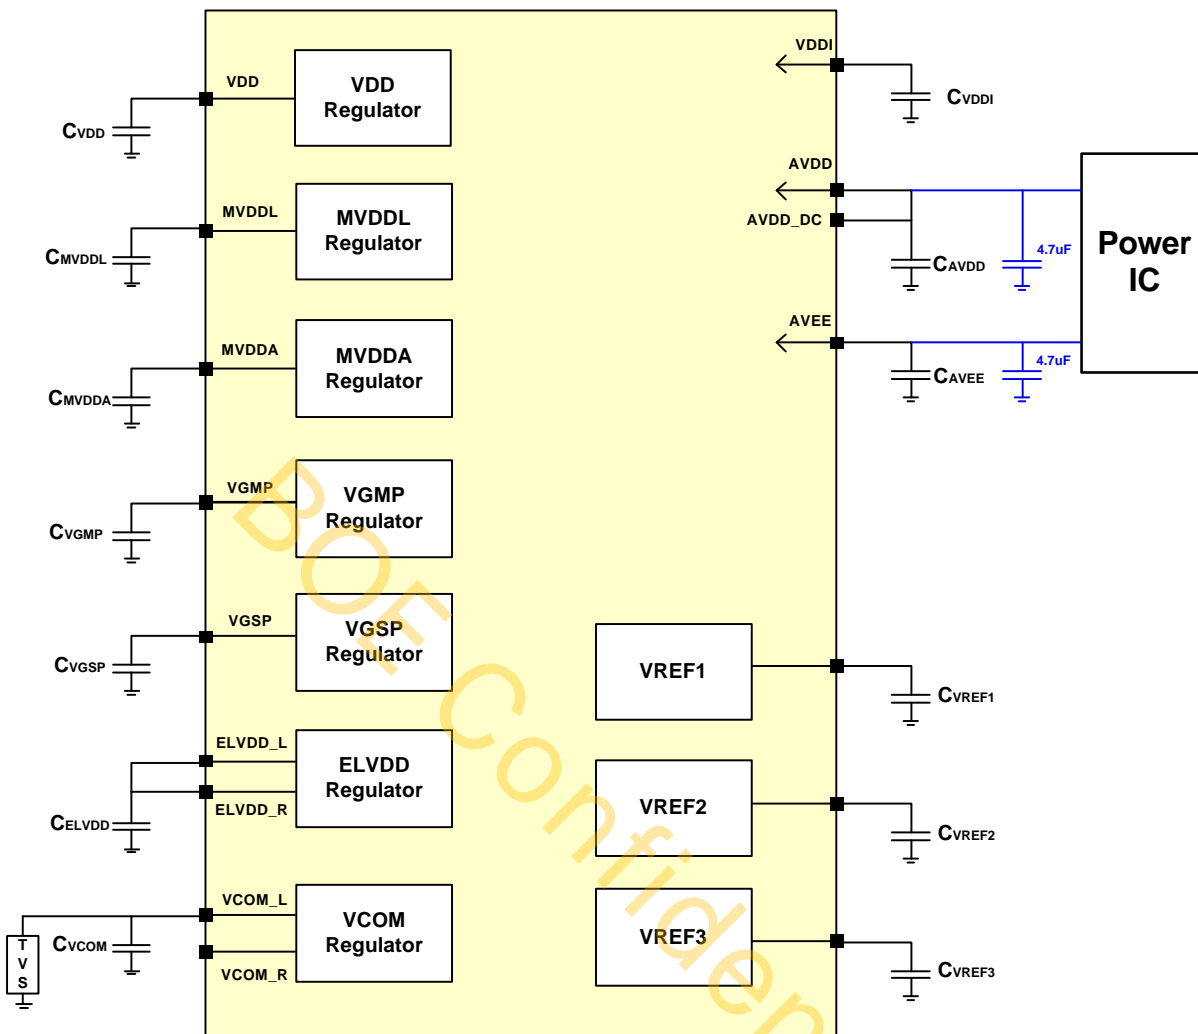 VDD
VDD
Regulator
CVDD
MVDDL
MVDDL
Regulator
CMVDDL
MVDDA
MVDDA
Regulator
CMVDDA
VGMP
VGMP
Regulator
CVGMP
VGSP
VGSP
Regulator
CVGSP
ELVDD_L
ELVDD
Regulator
ELVDD_R
CELVDD
VCOM_L
VCOM
Regulator
VCOM_R
CVCOM
T
V
S
VDDI
CVDDI
AVDD
AVDD_DC
CAVDD
4.7uF
Power
IC
AVEE
CAVEE
4.7uF
VREF1
CVREF1
VREF2
CVREF2
VREF3
CVREF3